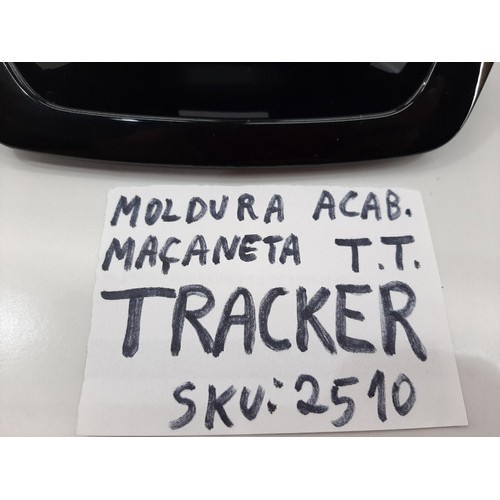 MOLDURA ACAB.
MAÇANETA T.T.
TRACKER
SKU: 2510